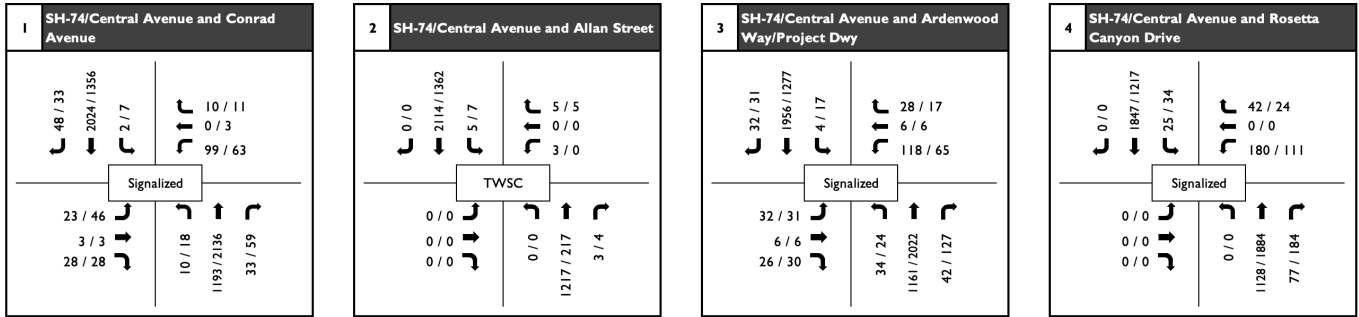 1
SH-74/Central Avenue and Conrad
Avenue
48 / 33
2024 / 1356
2 / 7
10 / 11
0 / 3
99 / 63
Signalized
23 / 46
3 / 3
28 / 28
10 / 18
1193 / 2136
33 / 59
2
SH-74/Central Avenue and Allan Street
0 / 0
2114 / 1362
5 / 7
5 / 5
0 / 0
3 / 0
TWSC
0 / 0
0 / 0
0 / 0
0 / 0
1217 / 217
3 / 4
3
SH-74/Central Avenue and Ardenwood
Way/Project Dwy
32 / 31
1956 / 1277
4 / 17
28 / 17
6 / 6
118 / 65
Signalized
32 / 31
6 / 6
26 / 30
34 / 24
1161 / 2022
42 / 127
4
SH-74/Central Avenue and Rosetta
Canyon Drive
0 / 0
1847 / 1217
25 / 34
42 / 24
0 / 0
180 / 111
Signalized
0 / 0
0 / 0
0 / 0
0 / 0
1128 / 1884
77 / 184